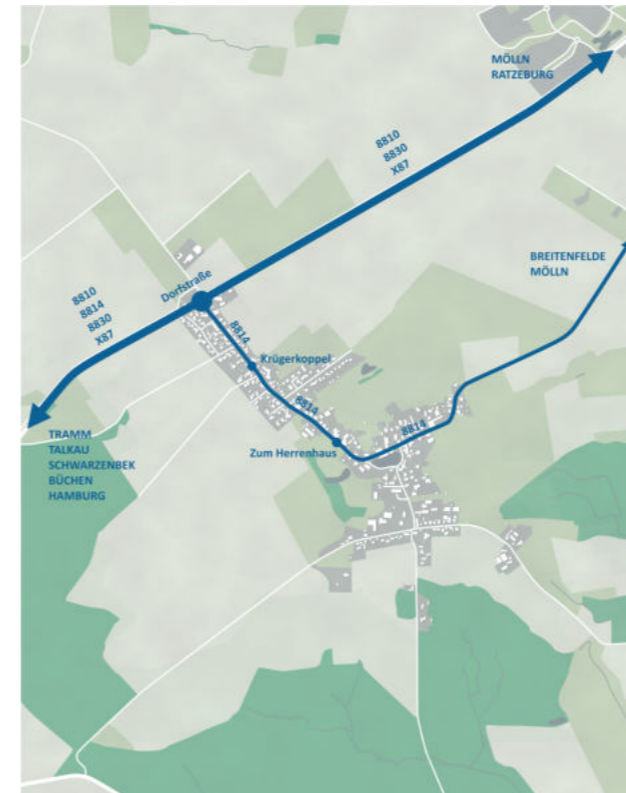 MÖLLN
RATZEBURG
8810
8830
X87
BREITENFELDE
MÖLLN
Dorfstraße
8810
8814
8830
X87
8814
Krügerkoppel
8814
8814
Zum Herrenhaus
TRAMM
TALKAU
SCHWARZENBEK
BÜCHEN
HAMBURG